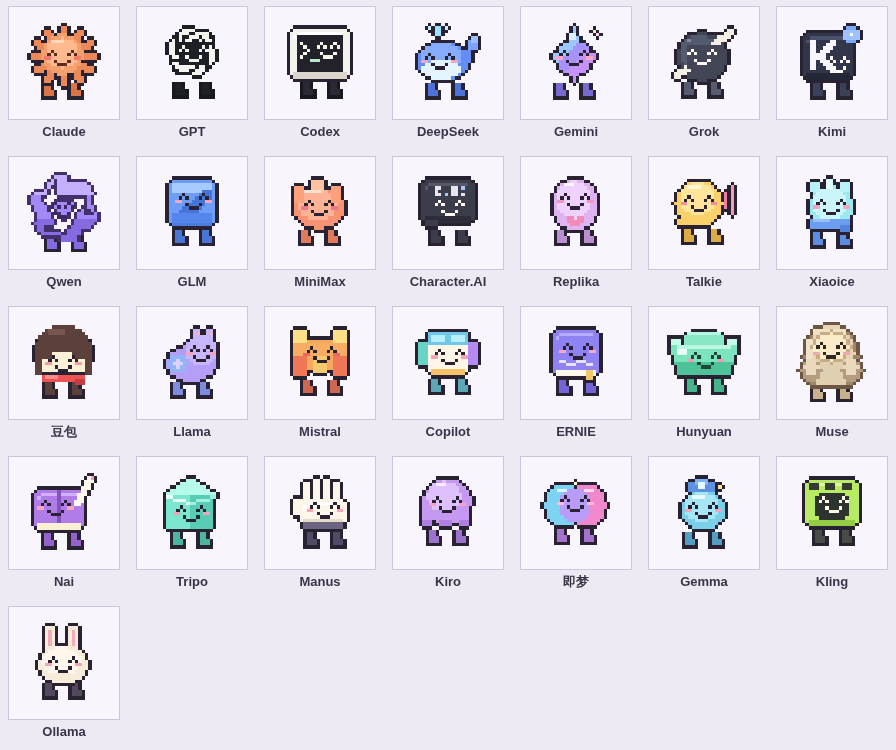 Claude
GPT
Codex
DeepSeek
Gemini
Grok
K
Kimi
Qwen
GLM
MiniMax
Character.AI
Replika
Talkie
Xiaoice
豆包
Llama
Mistral
Copilot
ERNIE
Hunyuan
Muse
Nai
Tripo
Manus
Kiro
即梦
Gemma
Kling
Ollama